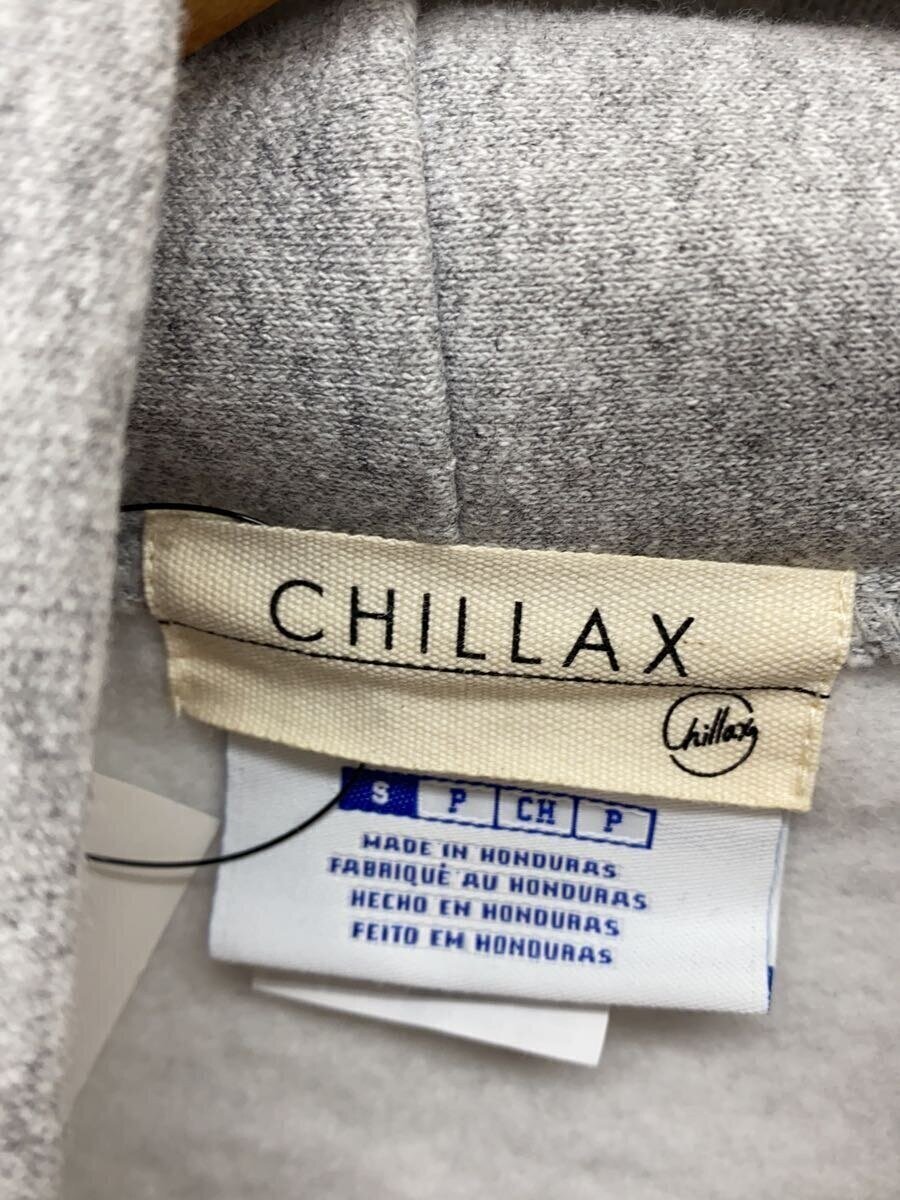 CHILLAX
Chillax
S P CH P
MADE IN HONDURAS
FABRIQUÉ AU HONDURAS
HECHO EN HONDURAS
FEITO EM HONDURAS